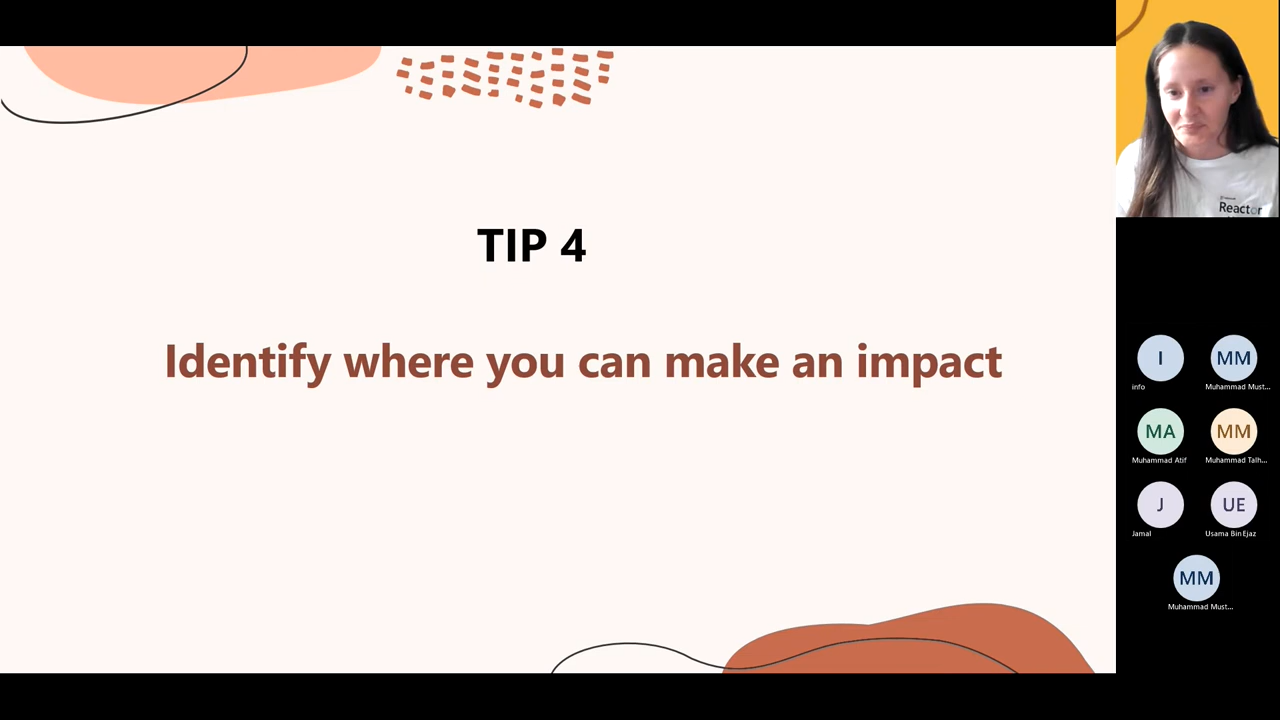 TIP 4
Identify where you can make an impact
Reactor
I
info
MM
Muhammad Must...
MA
Muhammad Atif
MM
Muhammad Talh...
J
Jamal
UE
Usama Bin Ejaz
MM
Muhammad Must...